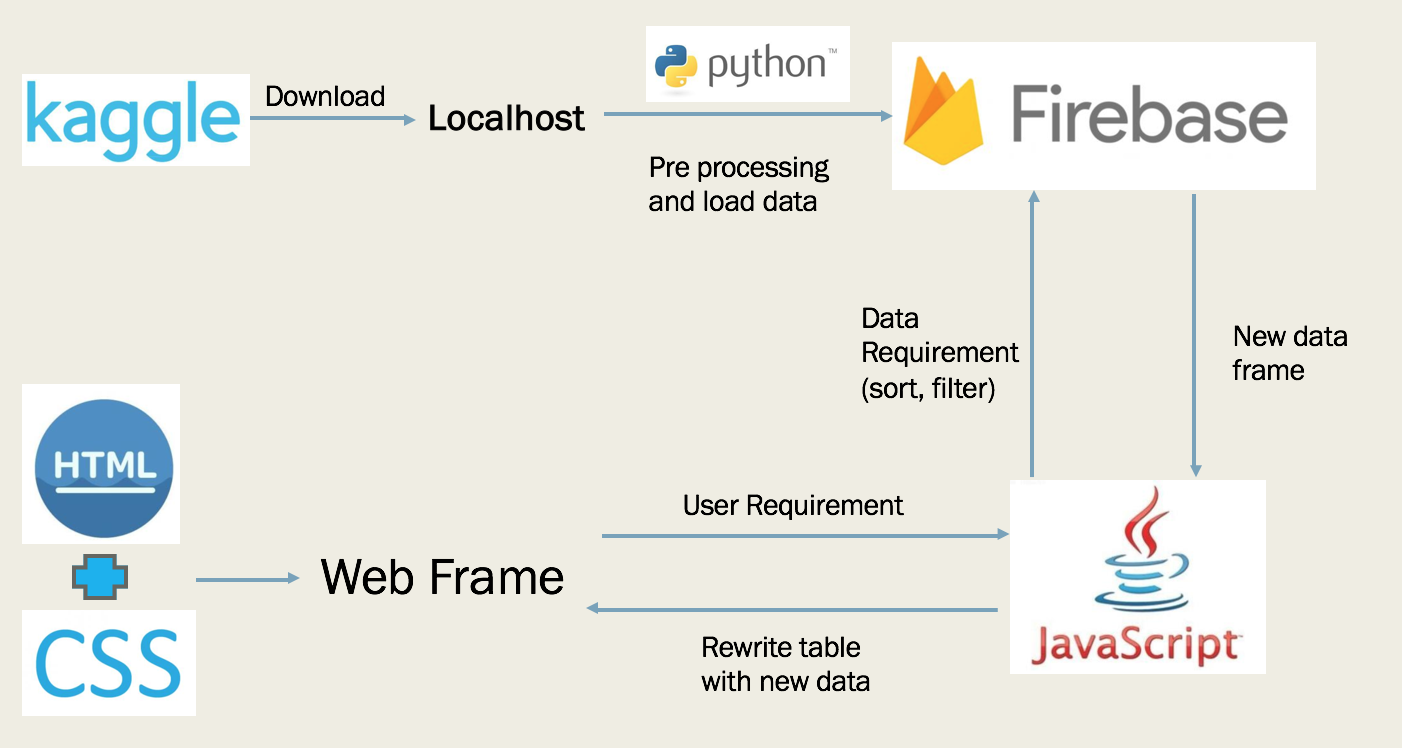 kaggle
Download
Localhost
python™
Firebase
Pre processing
and load data
Data
Requirement
(sort, filter)
New data
frame
HTML
CSS
Web Frame
User Requirement
Rewrite table
with new data
JavaScript™